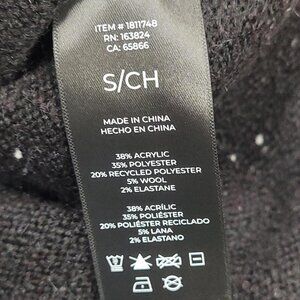 ITEM # 1811748
RN: 163824
CA: 65866
S/CH
MADE IN CHINA
HECHO EN CHINA
38% ACRYLIC
35% POLYESTER
20% RECYCLED POLYESTER
5% WOOL
2% ELASTANE
38% ACRÍLIC
35% POLIÉSTER
20% POLIÉSTER RECICLADO
5% LANA
2% ELASTANO